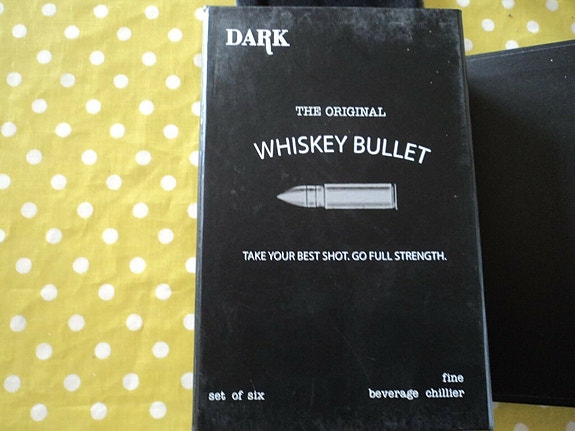 DARK
THE ORIGINAL
WHISKEY BULLET
TAKE YOUR BEST SHOT. GO FULL STRENGTH.
set of six
fine
beverage chillier